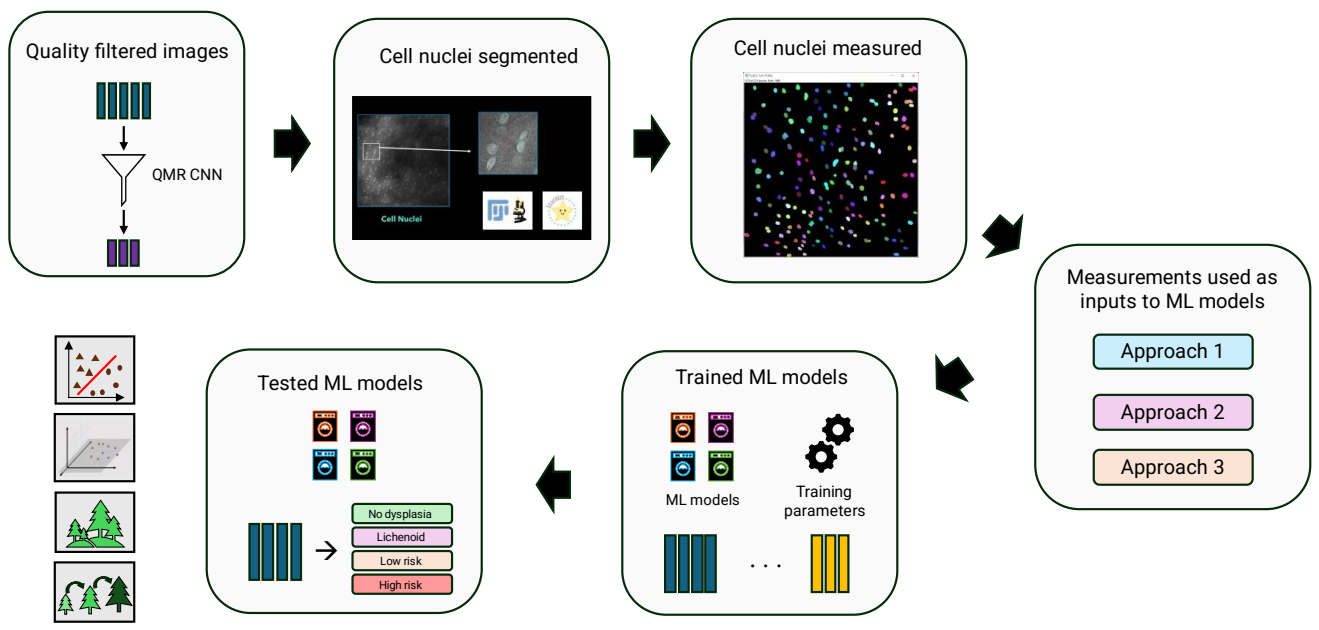 Quality filtered images
QMR CNN
Cell nuclei segmented
Cell Nuclei
FIJI
StarDist
Cell nuclei measured
Measurements used as
inputs to ML models
Approach 1
Approach 2
Approach 3
Trained ML models
ML models
Training
parameters
. . .
Tested ML models
No dysplasia
Lichenoid
Low risk
High risk